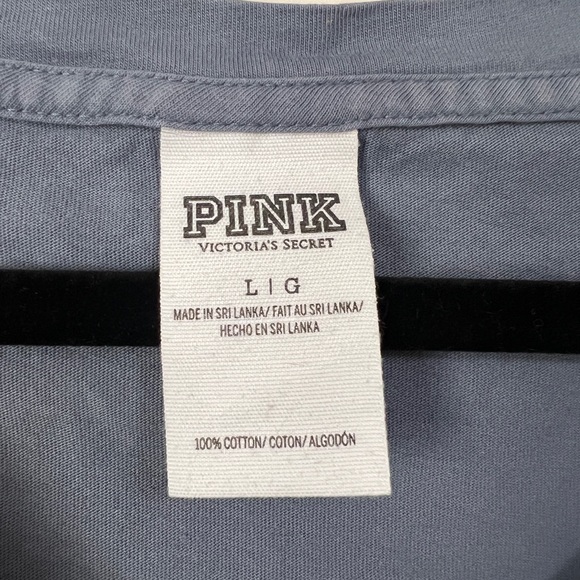 PINK
VICTORIA'S SECRET
L | G
MADE IN SRI LANKA/ FAIT AU SRI LANKA/
HECHO EN SRI LANKA
100% COTTON/ COTON/ ALGODÓN